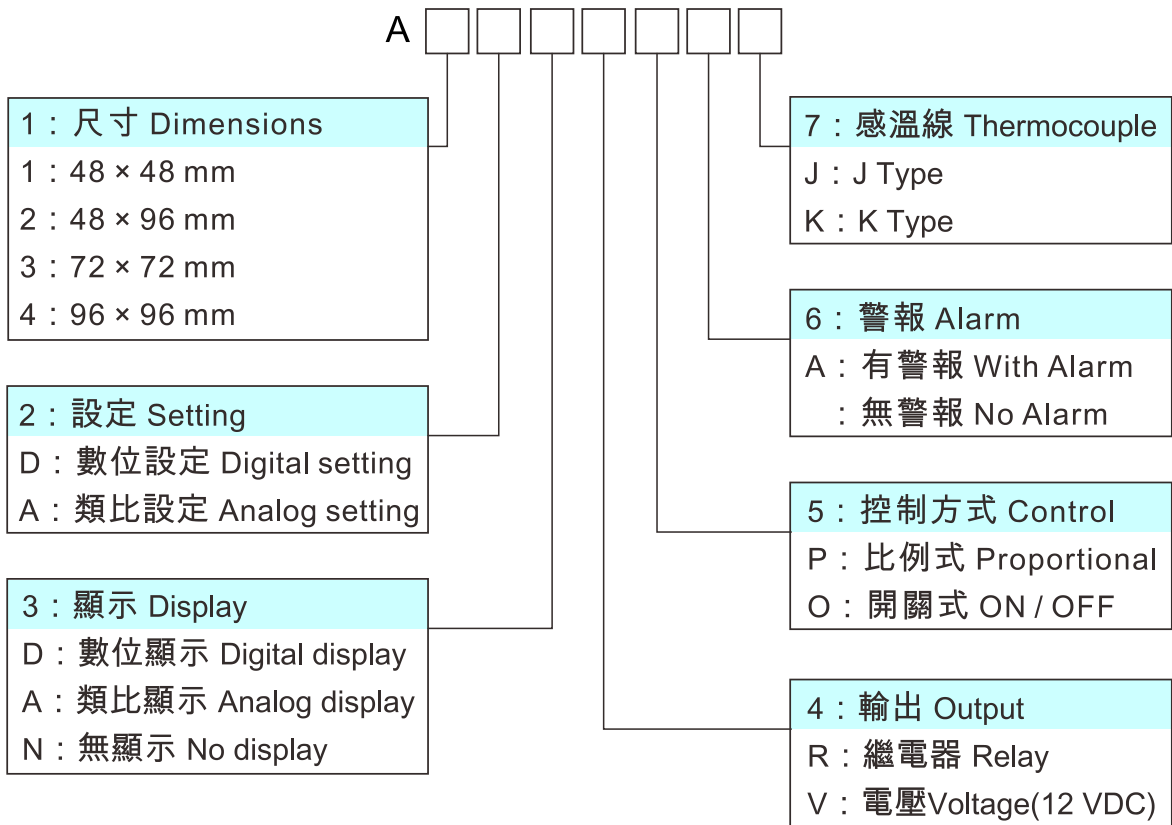 A
1：尺寸 Dimensions
1：48 × 48 mm
2：48 × 96 mm
3：72 × 72 mm
4：96 × 96 mm
2：設定 Setting
D：數位設定 Digital setting
A：類比設定 Analog setting
3：顯示 Display
D：數位顯示 Digital display
A：類比顯示 Analog display
N：無顯示 No display
7：感溫線 Thermocouple
J：J Type
K：K Type
6：警報 Alarm
A：有警報 With Alarm
：無警報 No Alarm
5：控制方式 Control
P：比例式 Proportional
O：開關式 ON / OFF
4：輸出 Output
R：繼電器 Relay
V：電壓Voltage(12 VDC)